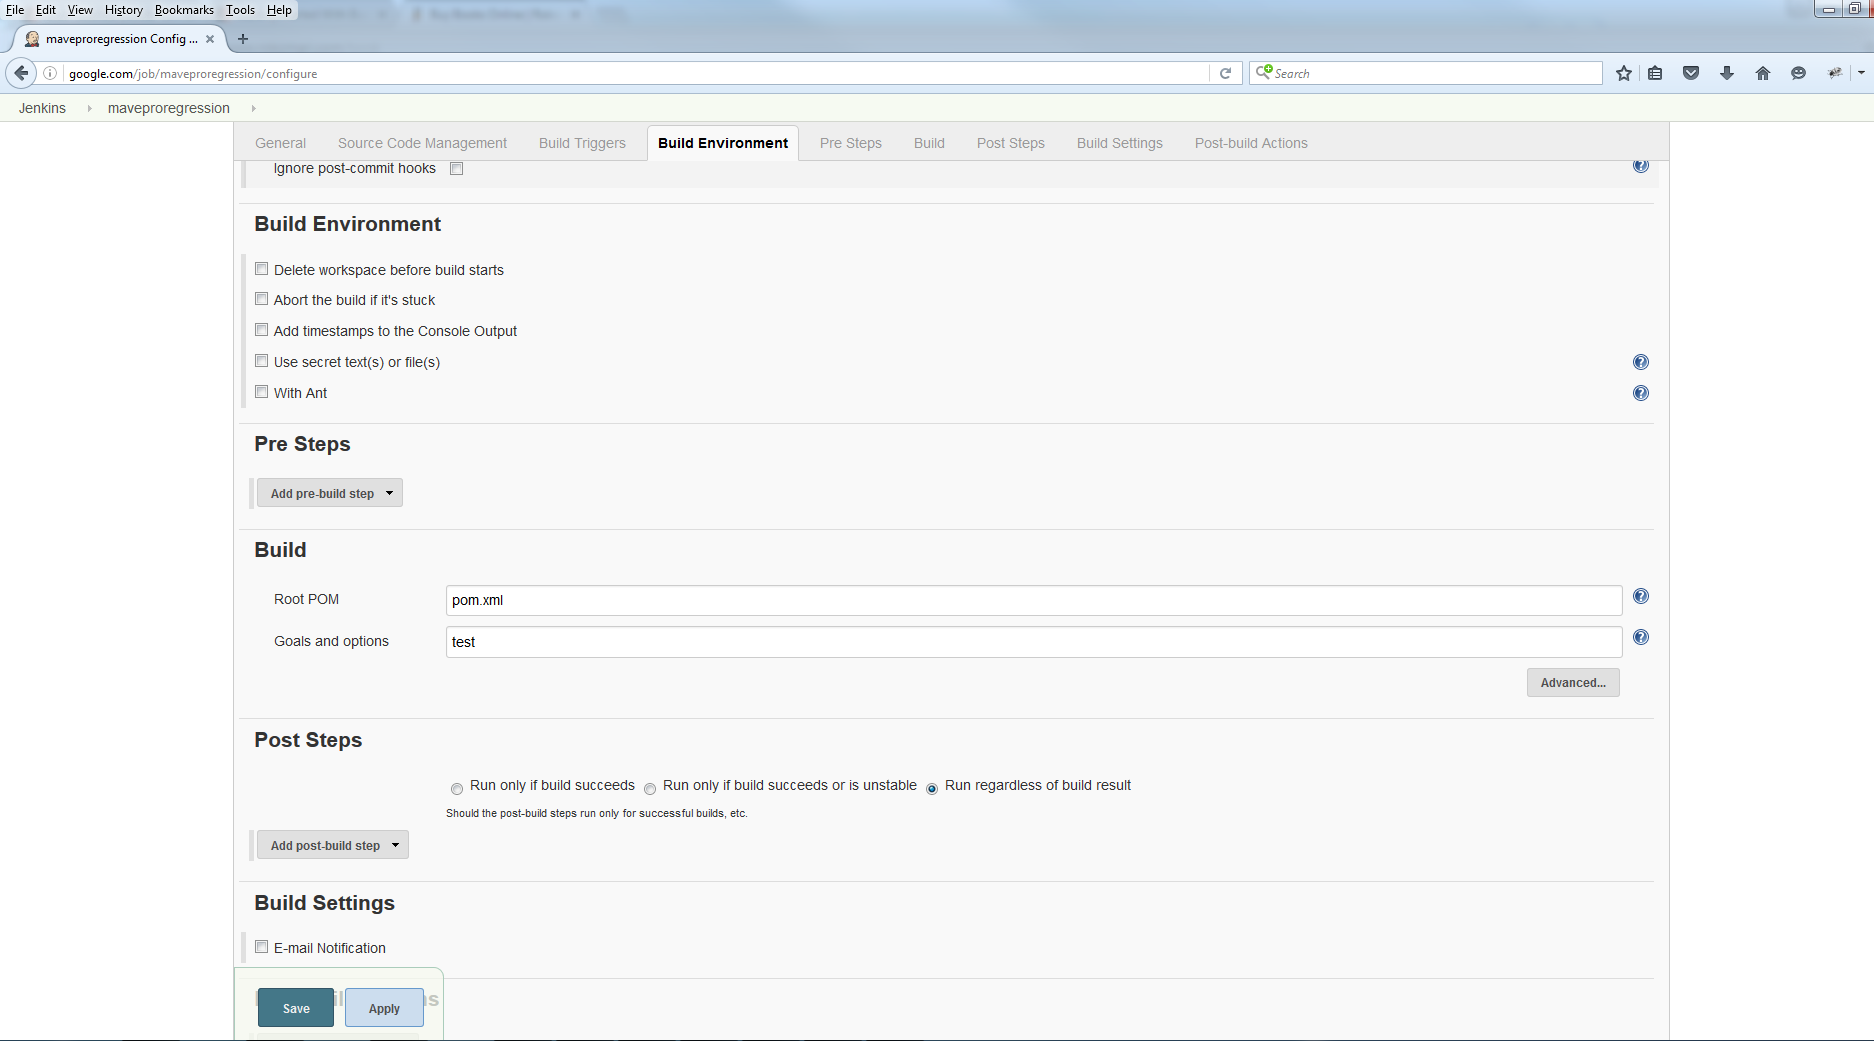 File Edit View History Bookmarks Tools Help
maveproregression Config ...
google.com/job/maveproregression/configure
Search
Jenkins maveproregression
General Source Code Management Build Triggers Build Environment Pre Steps Build Post Steps Build Settings Post-build Actions
Ignore post-commit hooks
Build Environment
Delete workspace before build starts
Abort the build if it's stuck
Add timestamps to the Console Output
Use secret text(s) or file(s)
With Ant
Pre Steps
Add pre-build step
Build
Root POM pom.xml
Goals and options test
Advanced...
Post Steps
Run only if build succeeds Run only if build succeeds or is unstable Run regardless of build result
Should the post-build steps run only for successful builds, etc.
Add post-build step
Build Settings
E-mail Notification
Save Apply